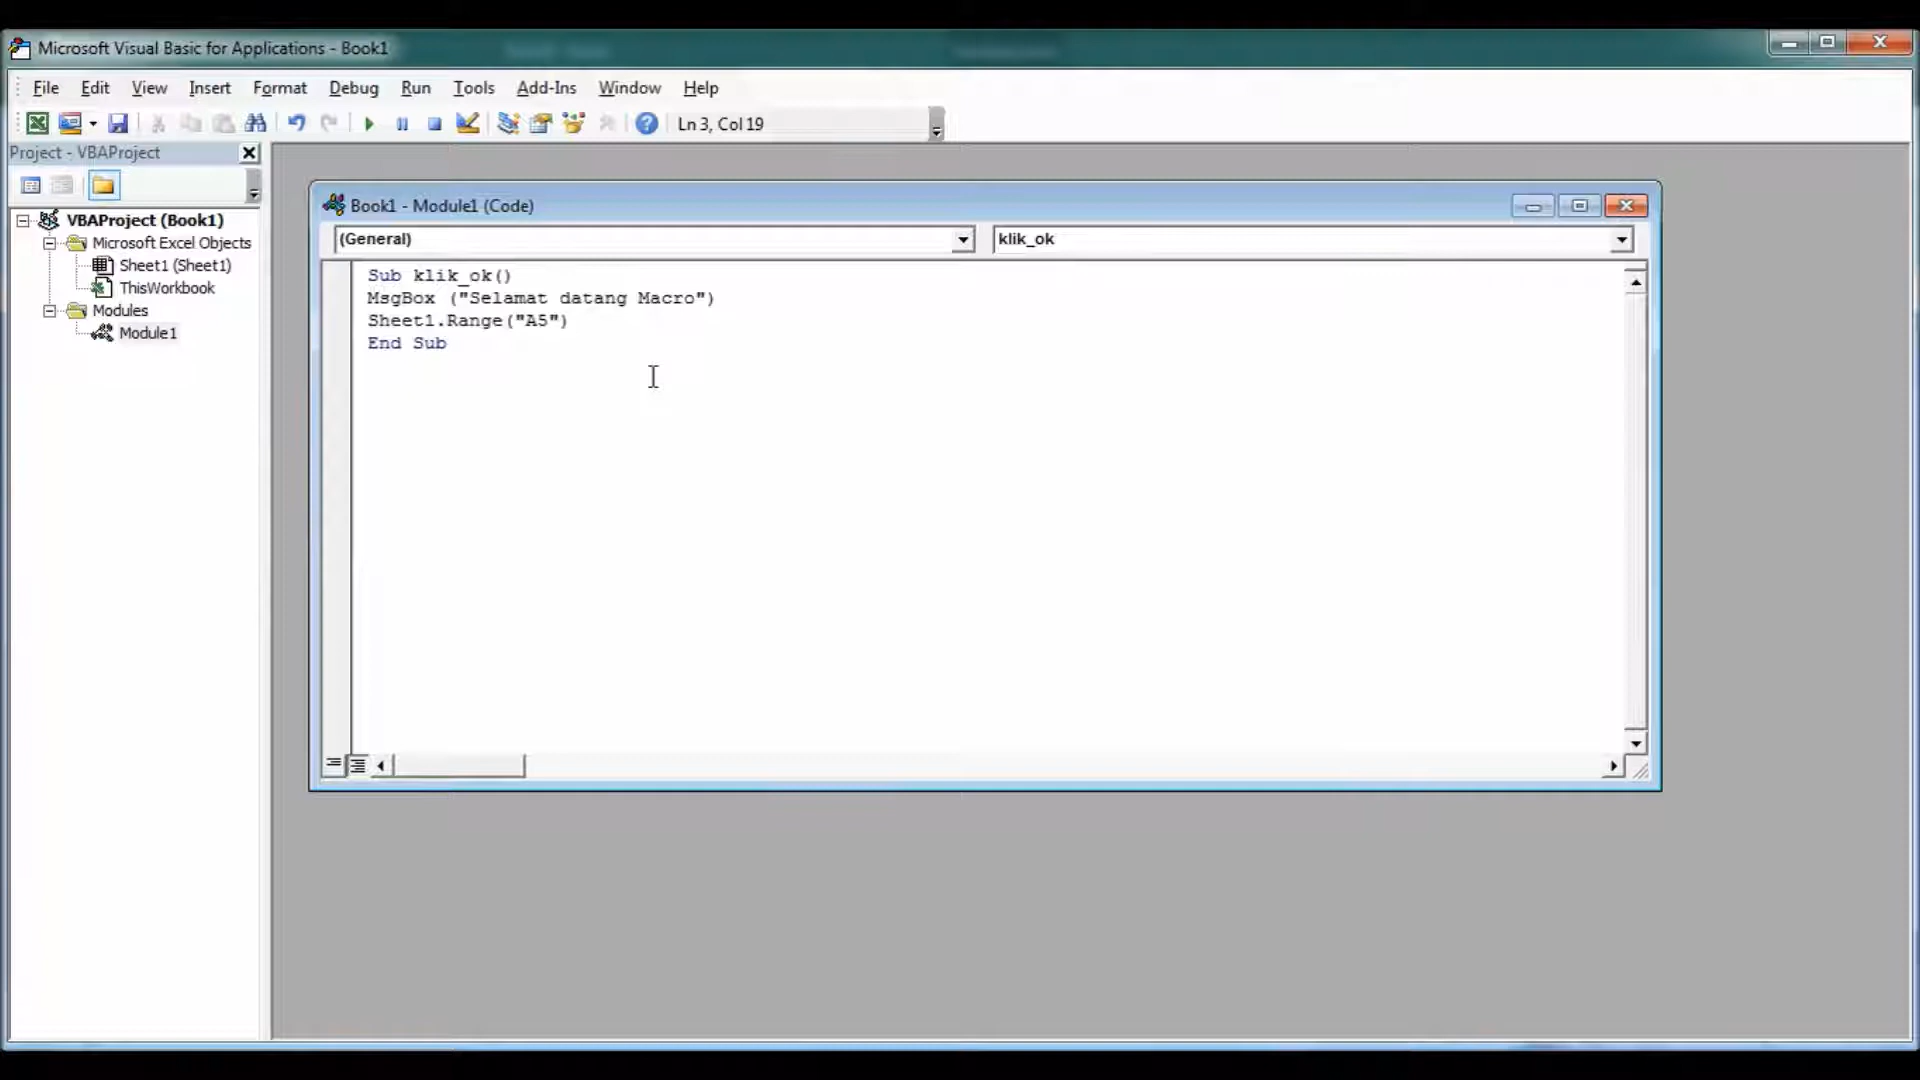 Microsoft Visual Basic for Applications - Book1
File Edit View Insert Format Debug Run Tools Add-Ins Window Help
Ln 3, Col 19
Project - VBAProject
VBAProject (Book1)
Microsoft Excel Objects
Sheet1 (Sheet1)
ThisWorkbook
Modules
Module1
Book1 - Module1 (Code)
(General)
klik_ok
Sub klik_ok()
MsgBox ("Selamat datang Macro")
Sheet1.Range("A5")
End Sub